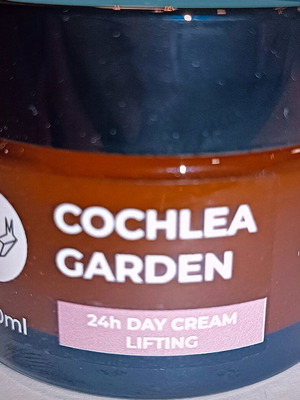 COCHLEA
GARDEN
24h DAY CREAM
LIFTING